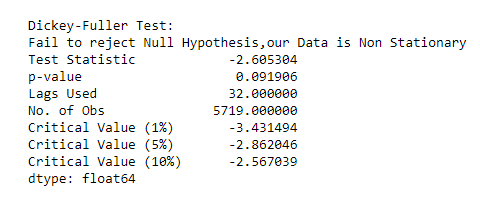 Dickey-Fuller Test:
Fail to reject Null Hypothesis,our Data is Non Stationary
Test Statistic -2.605304
p-value 0.091906
Lags Used 32.000000
No. of Obs 5719.000000
Critical Value (1%) -3.431494
Critical Value (5%) -2.862046
Critical Value (10%) -2.567039
dtype: float64